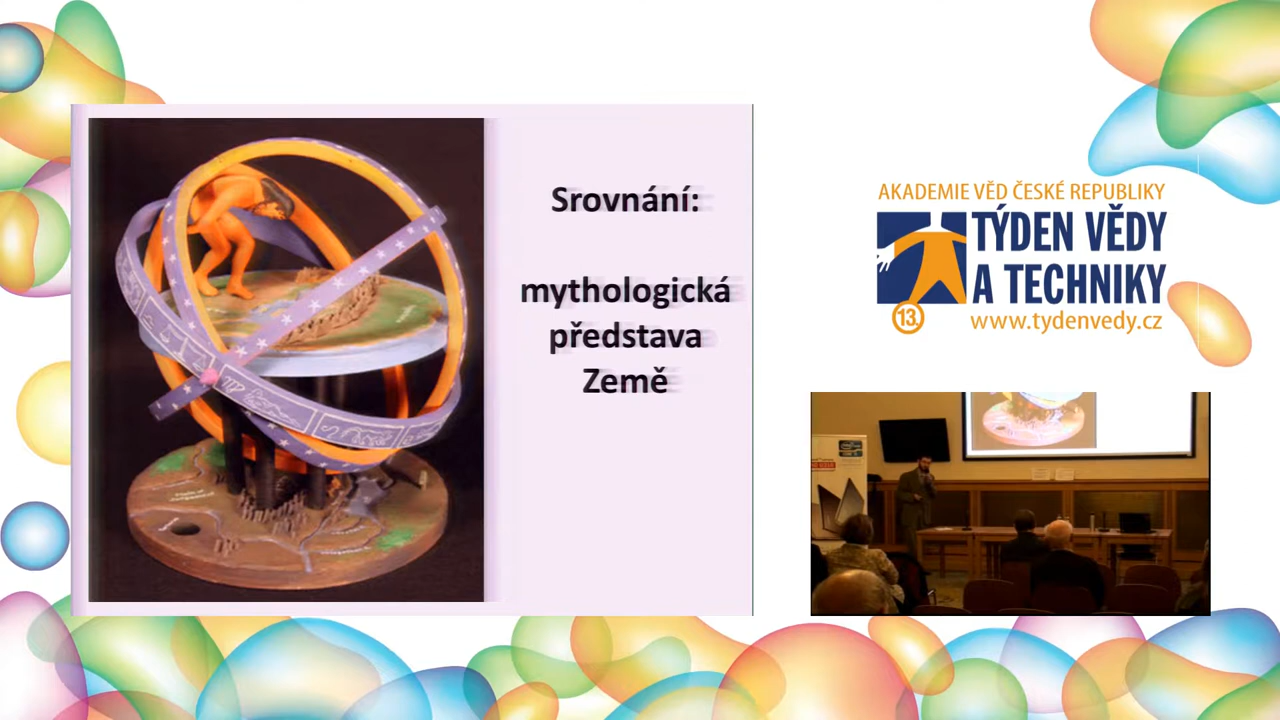 Srovnání:
mythologická
představa
Země
AKADEMIE VĚD ČESKÉ REPUBLIKY
TÝDEN VĚDY
A TECHNIKY
13.
www.tydenvedy.cz